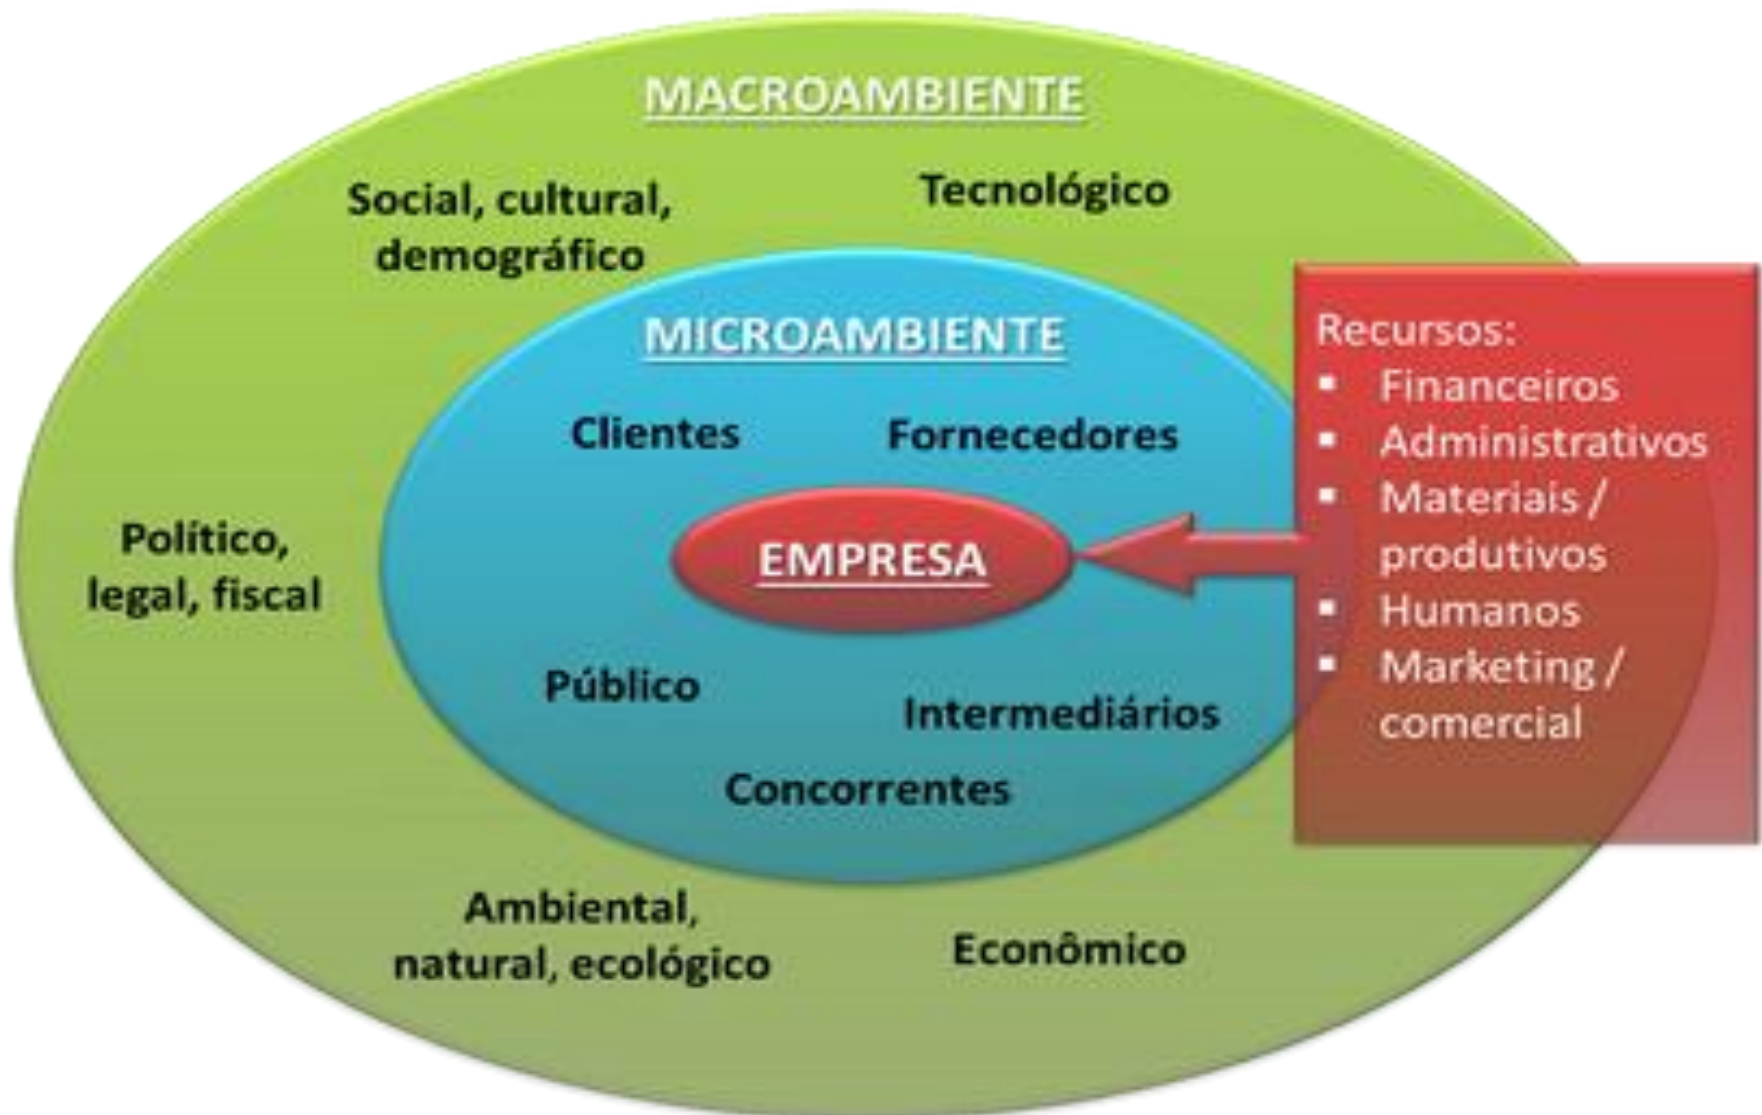 MACROAMBIENTE
Social, cultural,
demográfico
Tecnológico
MICROAMBIENTE
Clientes
Fornecedores
EMPRESA
Político,
legal, fiscal
Público
Intermediários
Concorrentes
Ambiental,
natural, ecológico
Econômico
Recursos:
▪ Financeiros
▪ Administrativos
▪ Materiais /
produtivos
▪ Humanos
▪ Marketing /
comercial